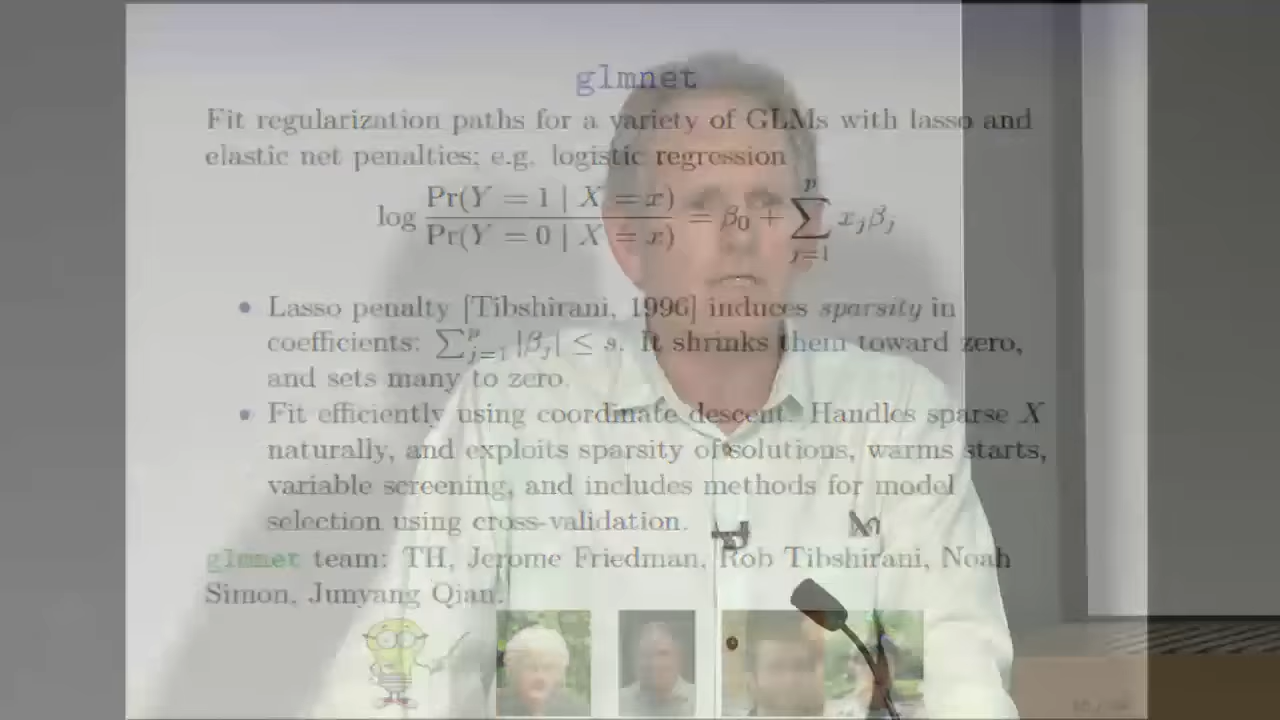 glmnet
Fit regularization paths for a variety of GLMs with lasso and
elastic net penalties; e.g. logistic regression
log Pr(Y = 1 | X = x) / Pr(Y = 0 | X = x) = β₀ + ∑ⱼ₌₁ᵖ xⱼβⱼ
• Lasso penalty [Tibshirani, 1996] induces sparsity in
coefficients: ∑ⱼ₌₁ᵖ |βⱼ| ≤ s. It shrinks them toward zero,
and sets many to zero.
• Fit efficiently using coordinate descent. Handles sparse X
naturally, and exploits sparsity of solutions, warms starts,
variable screening, and includes methods for model
selection using cross-validation.
glmnet team: TH, Jerome Friedman, Rob Tibshirani, Noah
Simon, Junyang Qian.